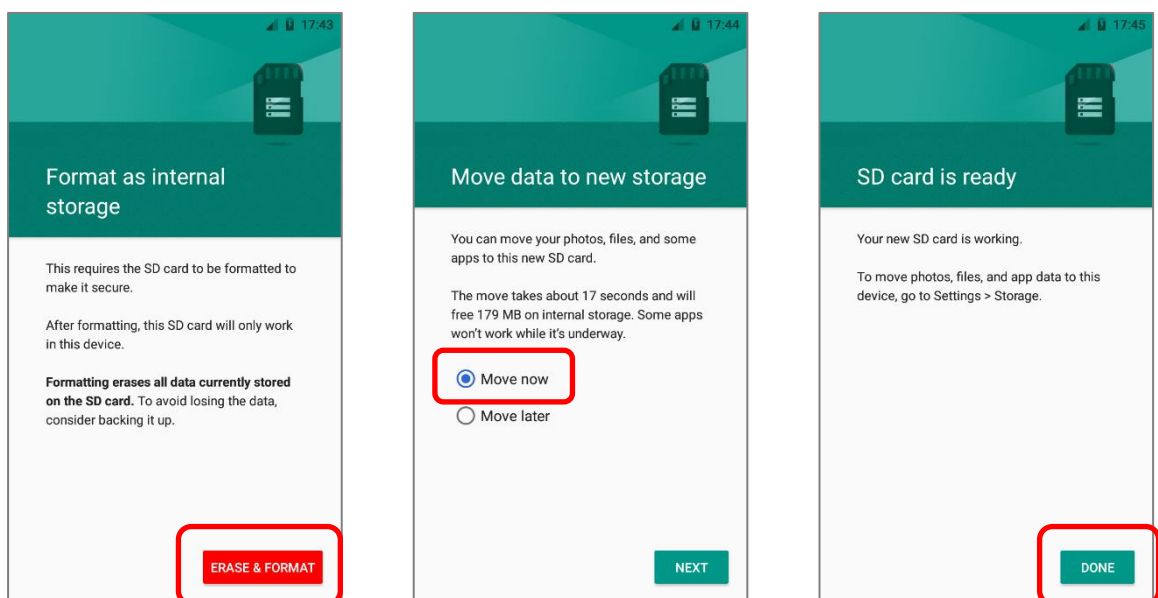 17:43
Format as internal
storage
This requires the SD card to be formatted to
make it secure.
After formatting, this SD card will only work
in this device.
Formatting erases all data currently stored
on the SD card. To avoid losing the data,
consider backing it up.
ERASE & FORMAT
17:44
Move data to new storage
You can move your photos, files, and some
apps to this new SD card.
The move takes about 17 seconds and will
free 179 MB on internal storage. Some apps
won't work while it's underway.
Move now
Move later
NEXT
17:45
SD card is ready
Your new SD card is working.
To move photos, files, and app data to this
device, go to Settings > Storage.
DONE